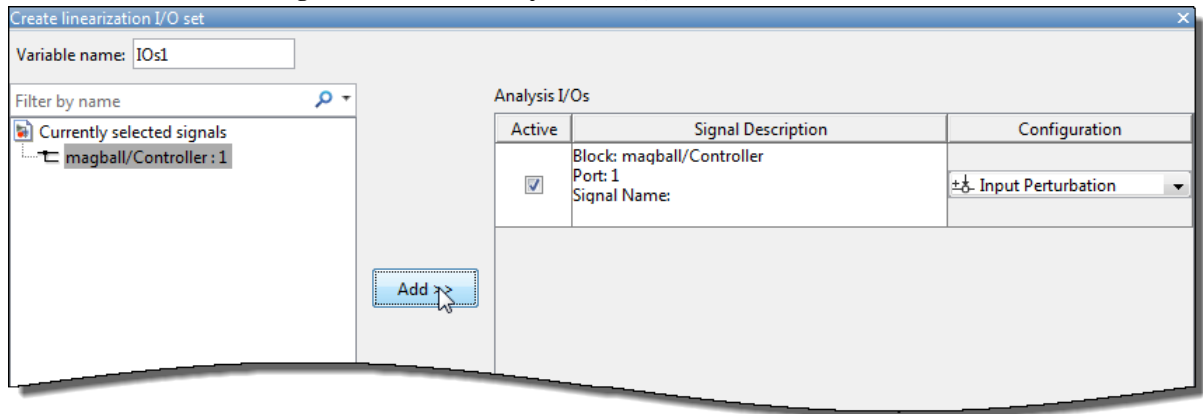 Create linearization I/O set
Variable name: IOs1
Filter by name
Currently selected signals
magball/Controller : 1
Add >>
Analysis I/Os
Active Signal Description Configuration
Block: magball/Controller
Port: 1
Signal Name:
Input Perturbation